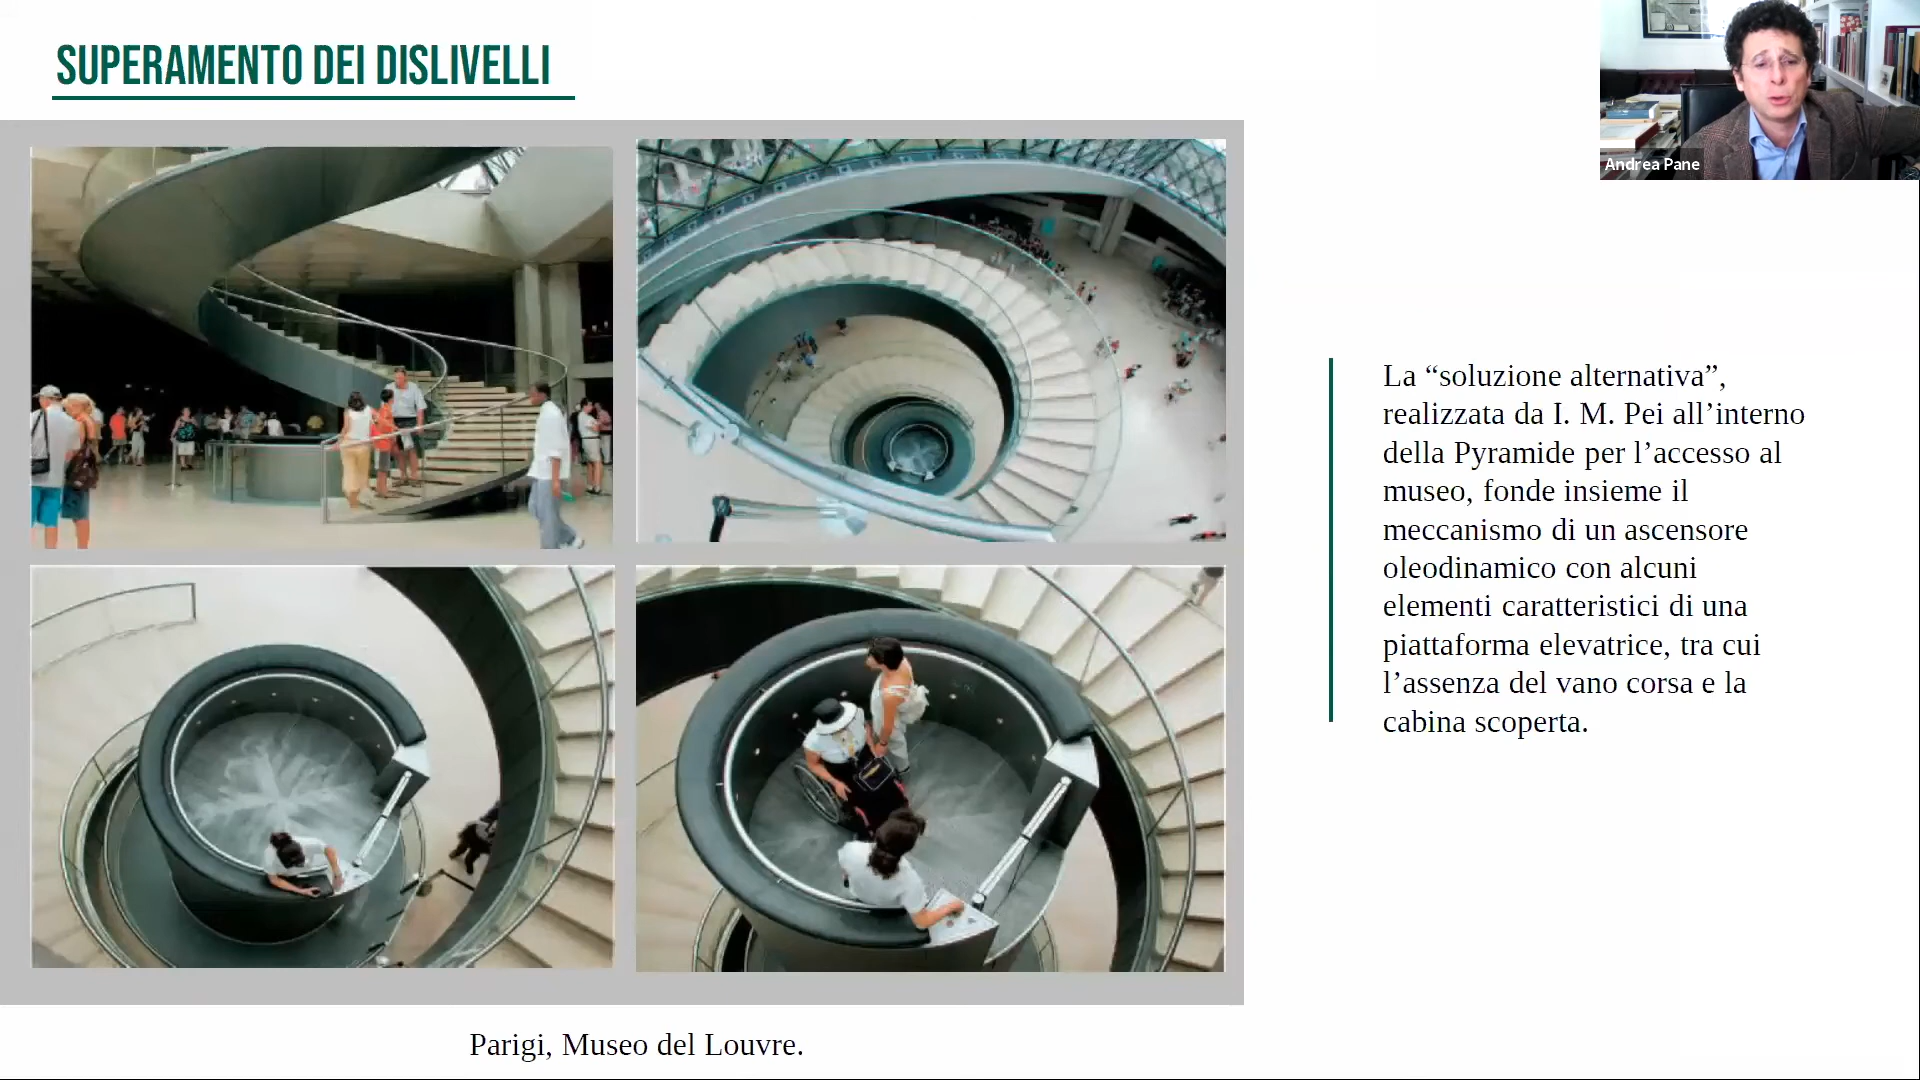 SUPERAMENTO DEI DISLIVELLI
Andrea Pane
La “soluzione alternativa”,
realizzata da I. M. Pei all’interno
della Pyramide per l’accesso al
museo, fonde insieme il
meccanismo di un ascensore
oleodinamico con alcuni
elementi caratteristici di una
piattaforma elevatrice, tra cui
l’assenza del vano corsa e la
cabina scoperta.
Parigi, Museo del Louvre.